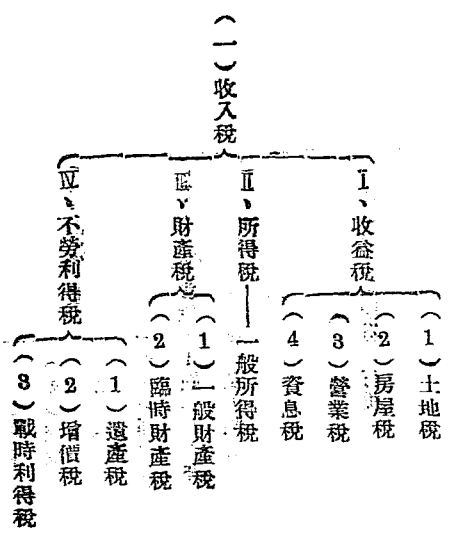 (一)收入稅
I、收益稅
(1)土地稅
(2)房屋稅
(3)營業稅
(4)資息稅
II、所得稅
一般所得稅
III、財產稅
(1)一般財產稅
(2)臨時財產稅
IV、不勞利得稅
(1)遺產稅
(2)增價稅
(3)戰時利得稅